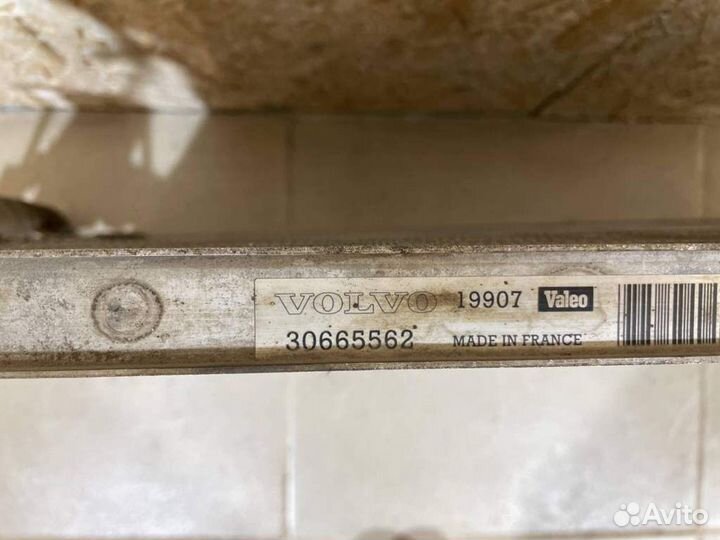 VOLVO 19907 Valeo
30665562 MADE IN FRANCE
Avito